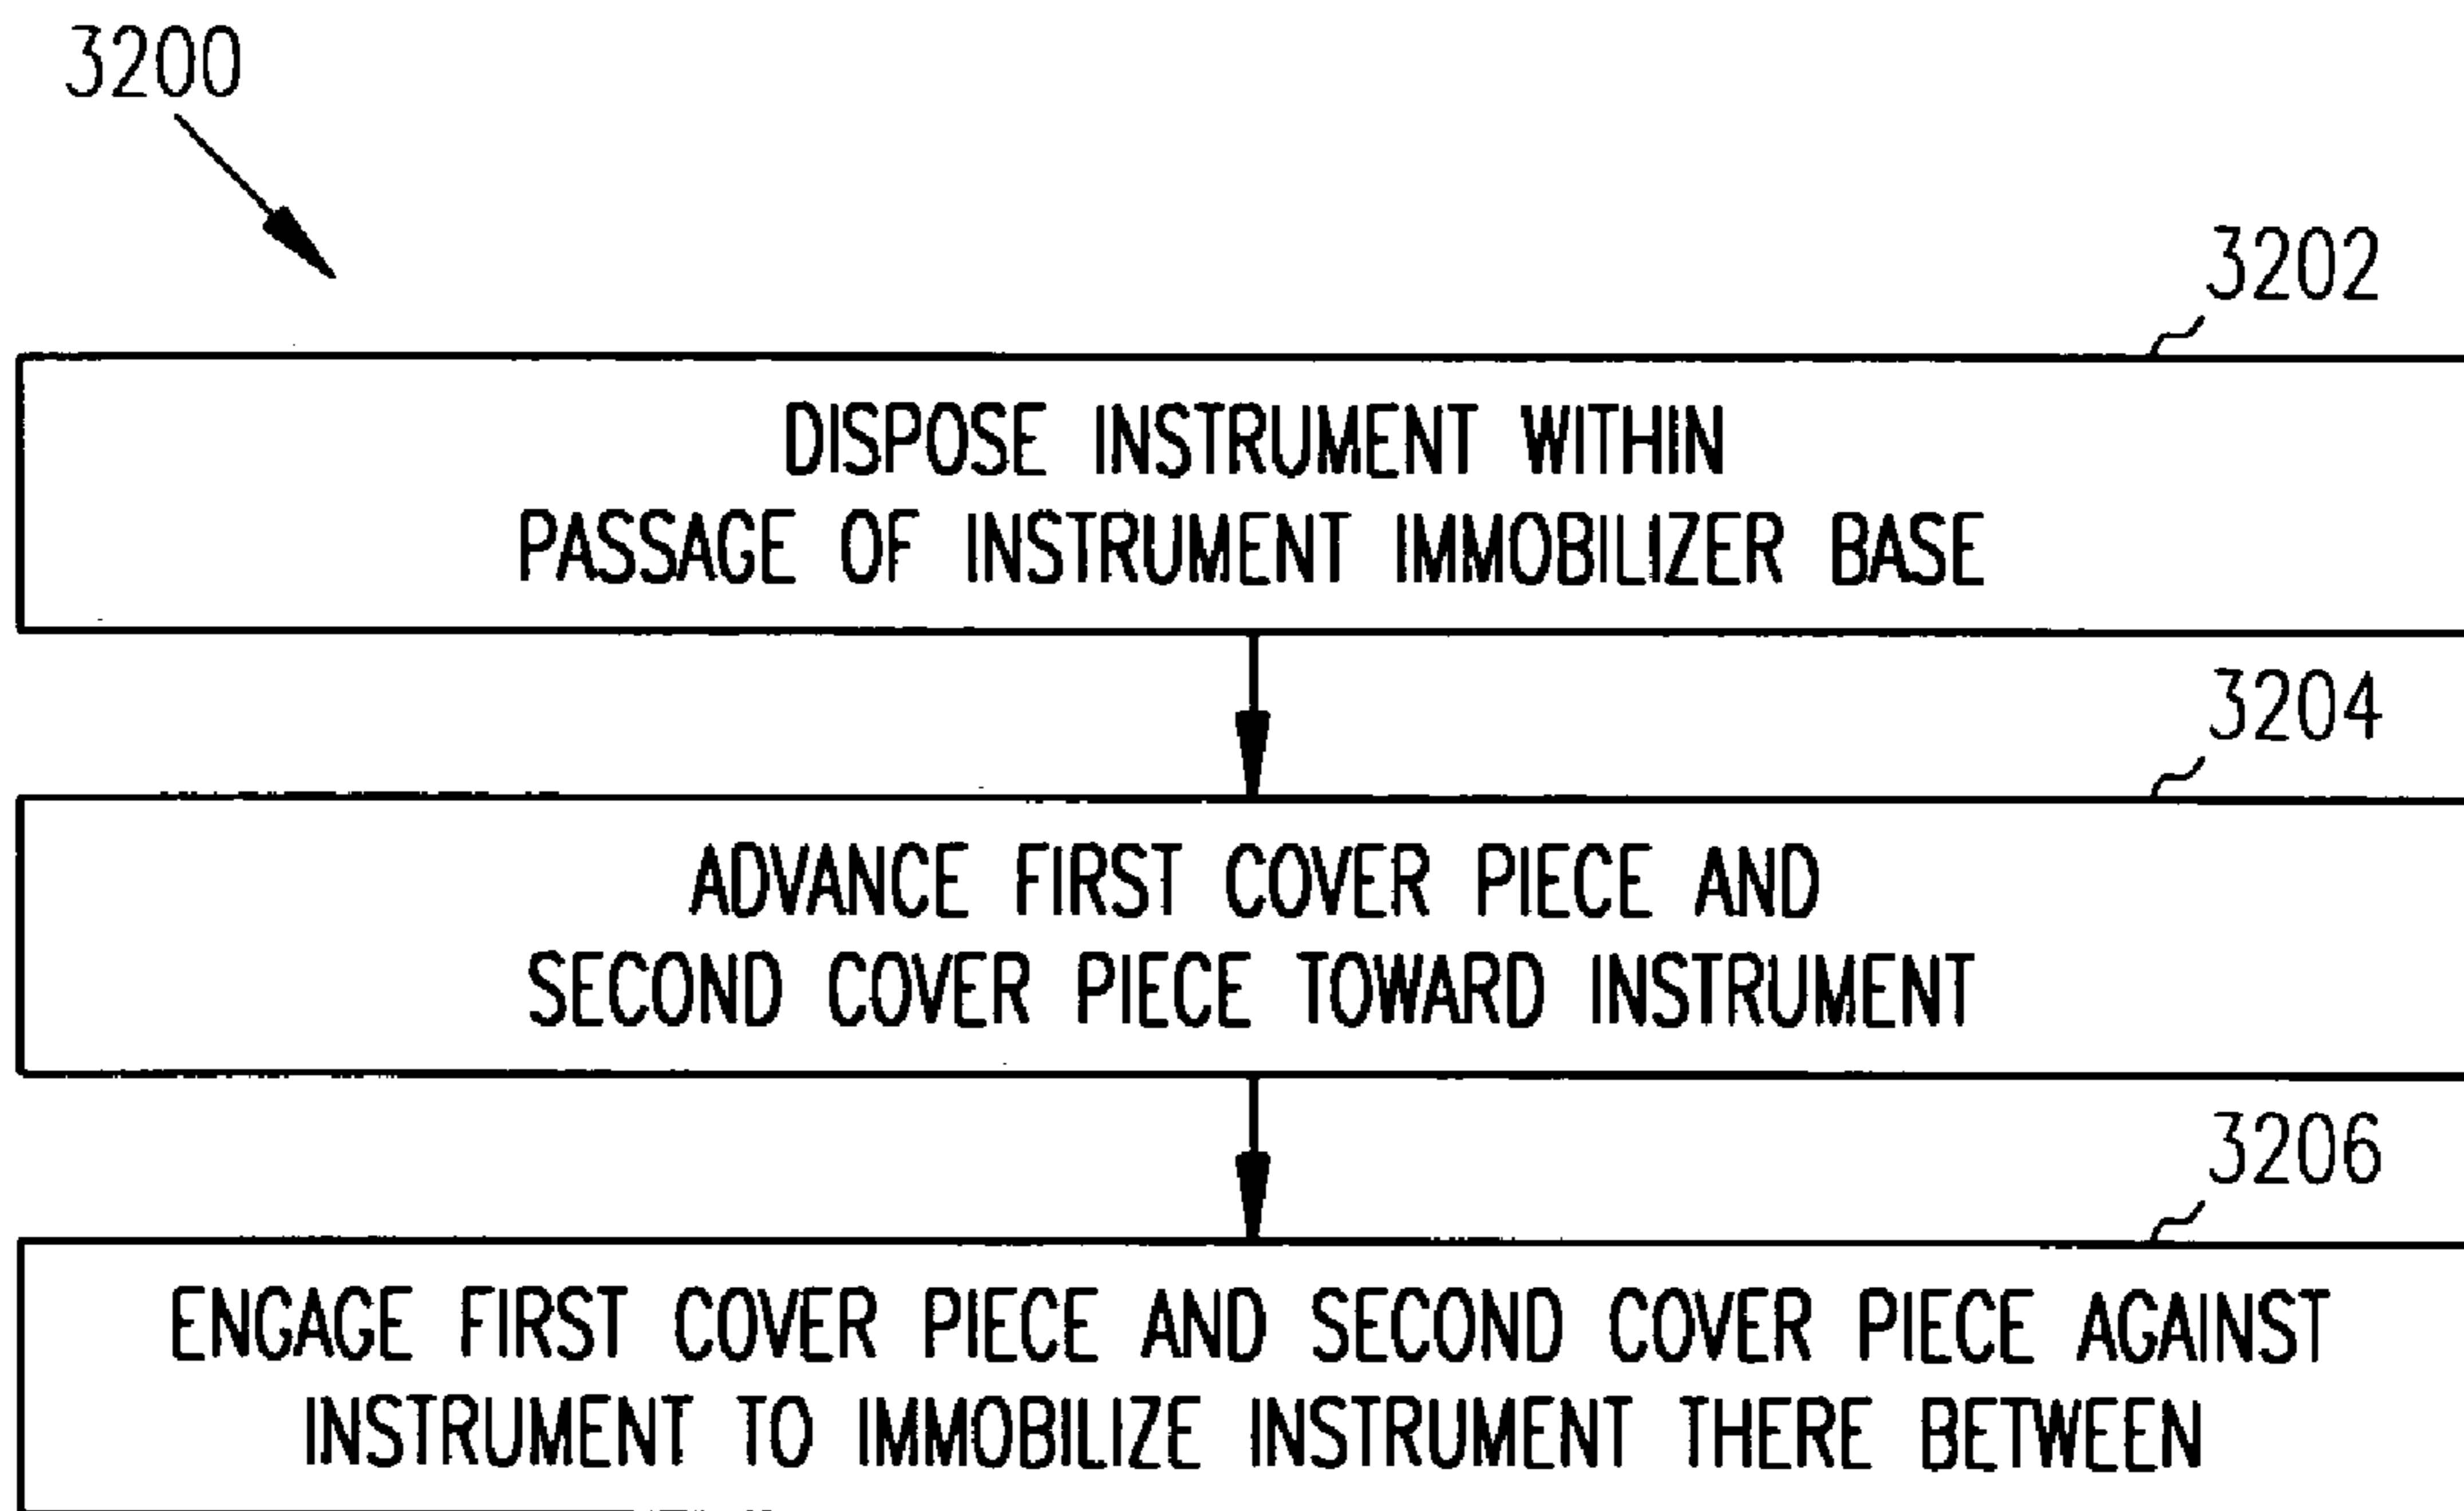 3200
3202
DISPOSE INSTRUMENT WITHIN
PASSAGE OF INSTRUMENT IMMOBILIZER BASE
3204
ADVANCE FIRST COVER PIECE AND
SECOND COVER PIECE TOWARD INSTRUMENT
3206
ENGAGE FIRST COVER PIECE AND SECOND COVER PIECE AGAINST
INSTRUMENT TO IMMOBILIZE INSTRUMENT THERE BETWEEN